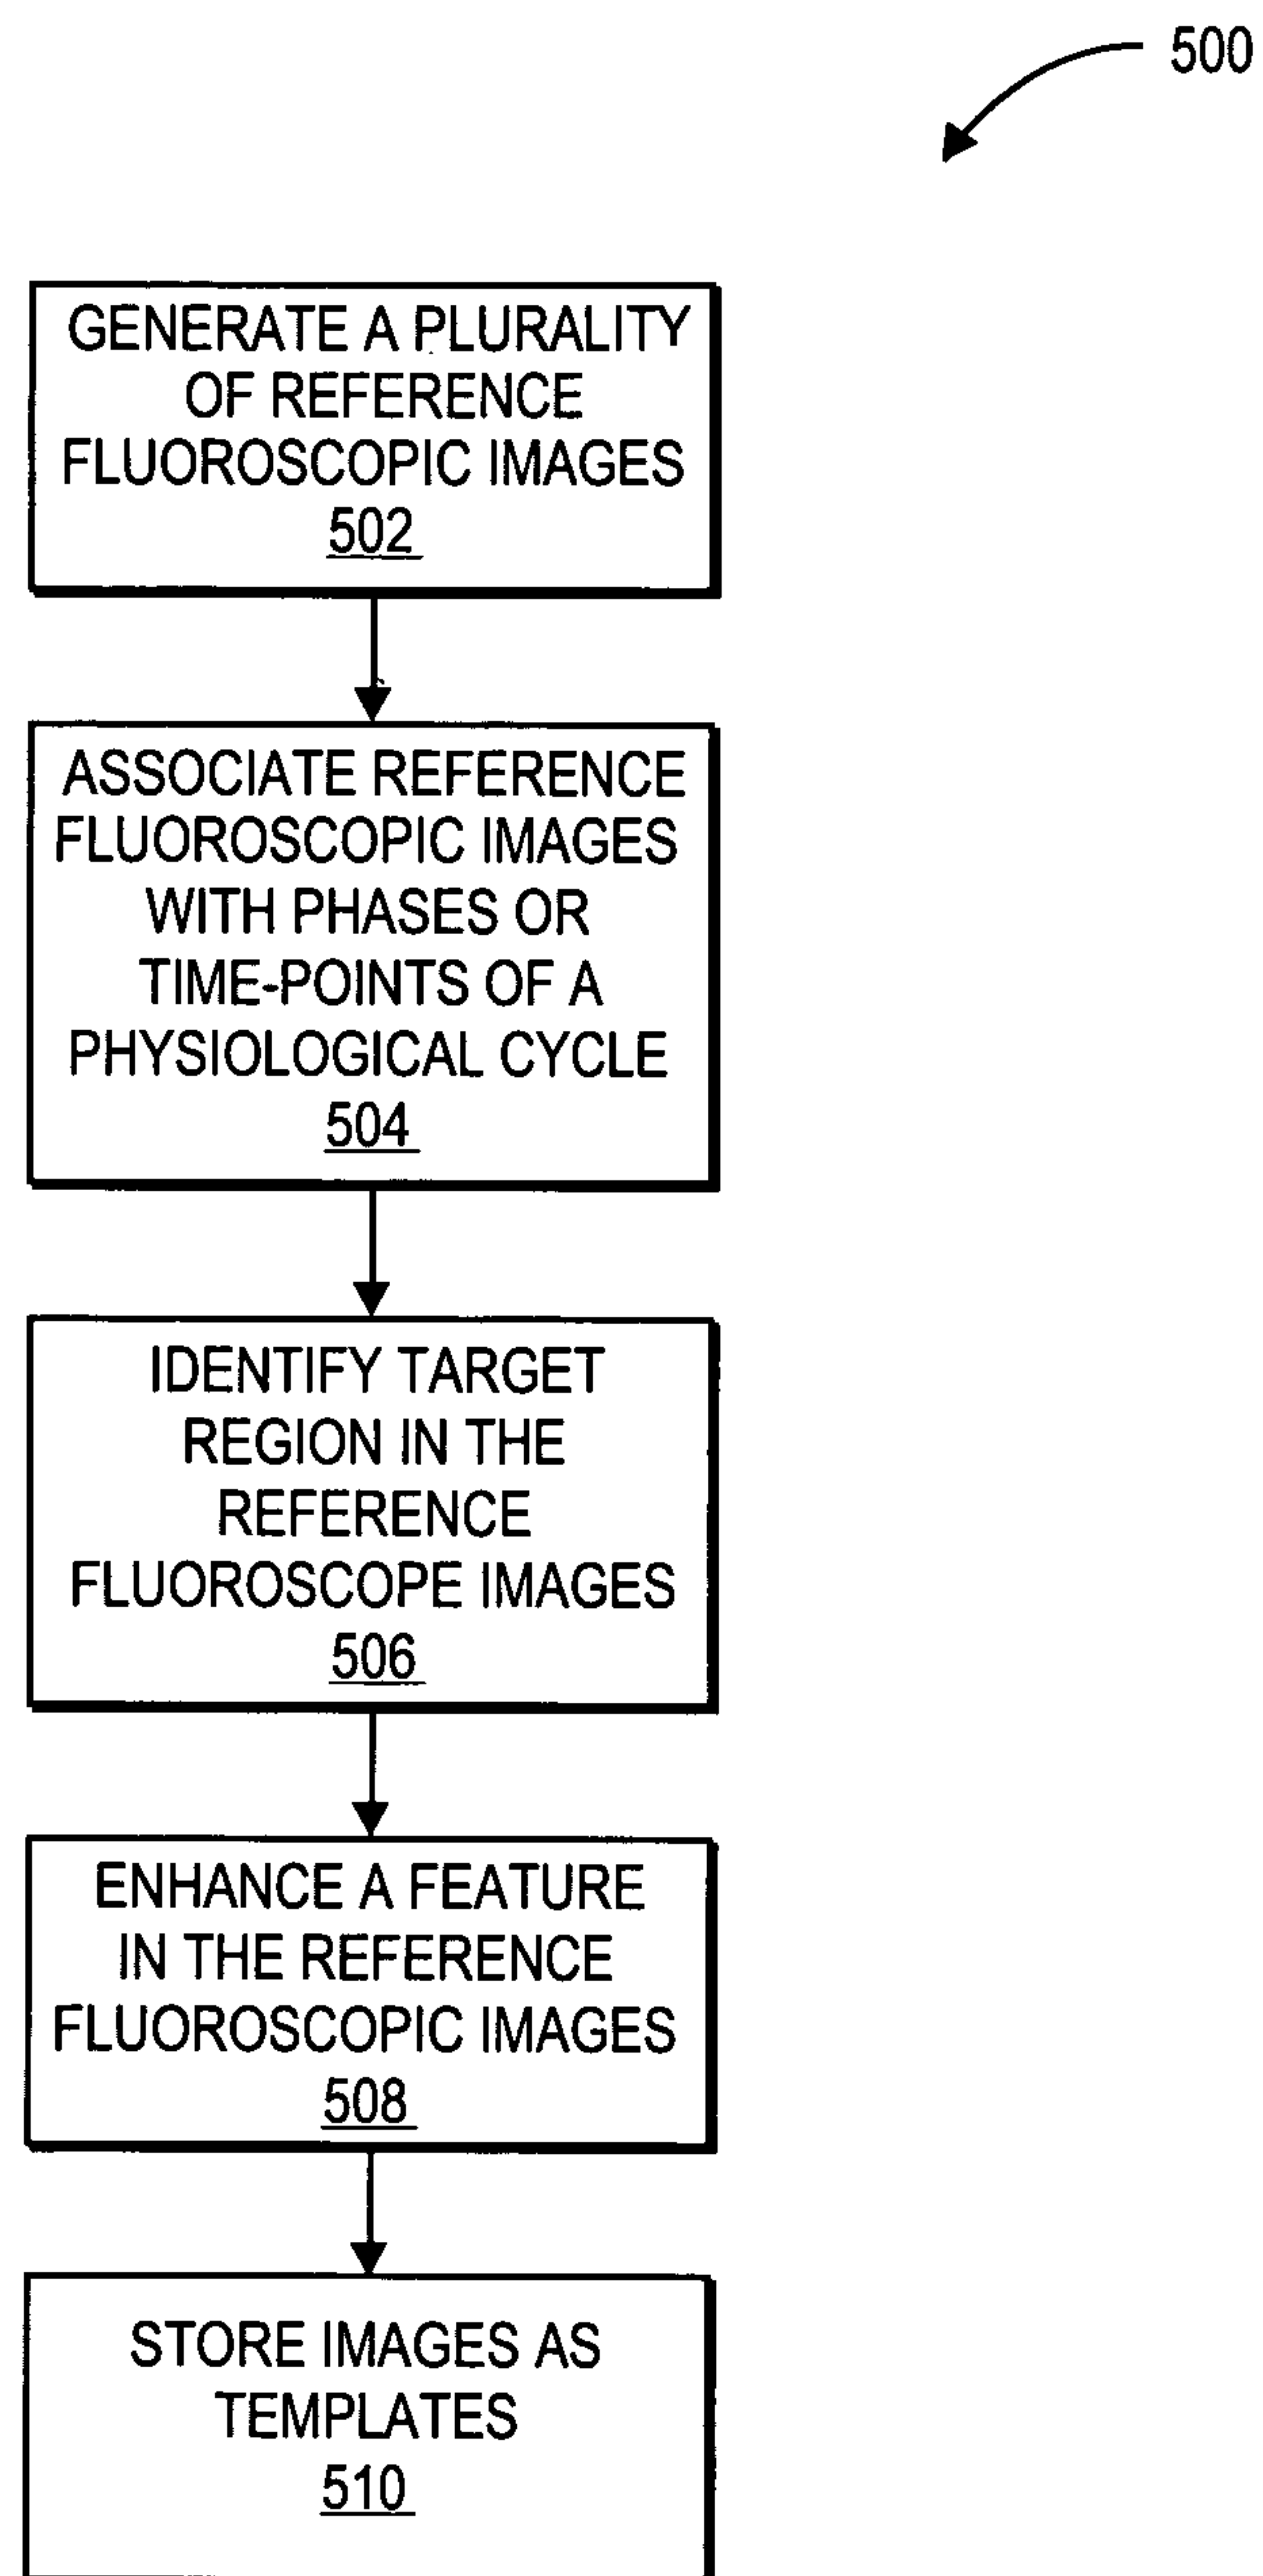 500
GENERATE A PLURALITY
OF REFERENCE
FLUOROSCOPIC IMAGES
502
ASSOCIATE REFERENCE
FLUOROSCOPIC IMAGES
WITH PHASES OR
TIME-POINTS OF A
PHYSIOLOGICAL CYCLE
504
IDENTIFY TARGET
REGION IN THE
REFERENCE
FLUOROSCOPE IMAGES
506
ENHANCE A FEATURE
IN THE REFERENCE
FLUOROSCOPIC IMAGES
508
STORE IMAGES AS
TEMPLATES
510